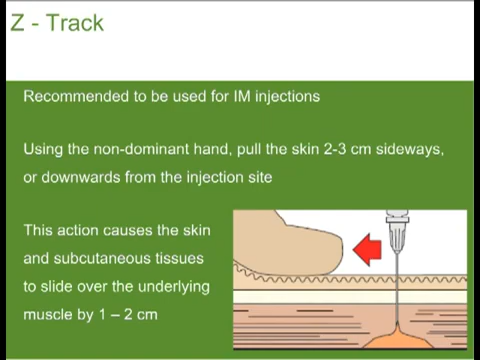 Z - Track
Recommended to be used for IM injections
Using the non-dominant hand, pull the skin 2-3 cm sideways,
or downwards from the injection site
This action causes the skin
and subcutaneous tissues
to slide over the underlying
muscle by 1 – 2 cm